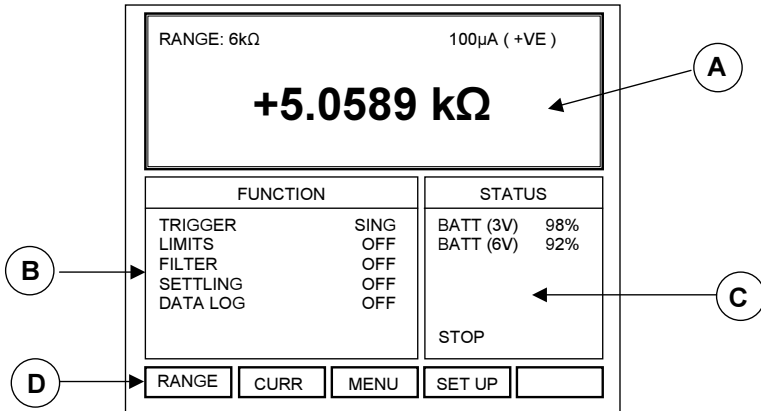 RANGE: 6kΩ 100µA ( +VE )
A
+5.0589 kΩ
FUNCTION STATUS
TRIGGER SING BATT (3V) 98%
LIMITS OFF BATT (6V) 92%
FILTER OFF
B
SETTLING OFF
C
DATA LOG OFF
STOP
D
RANGE CURR MENU SET UP